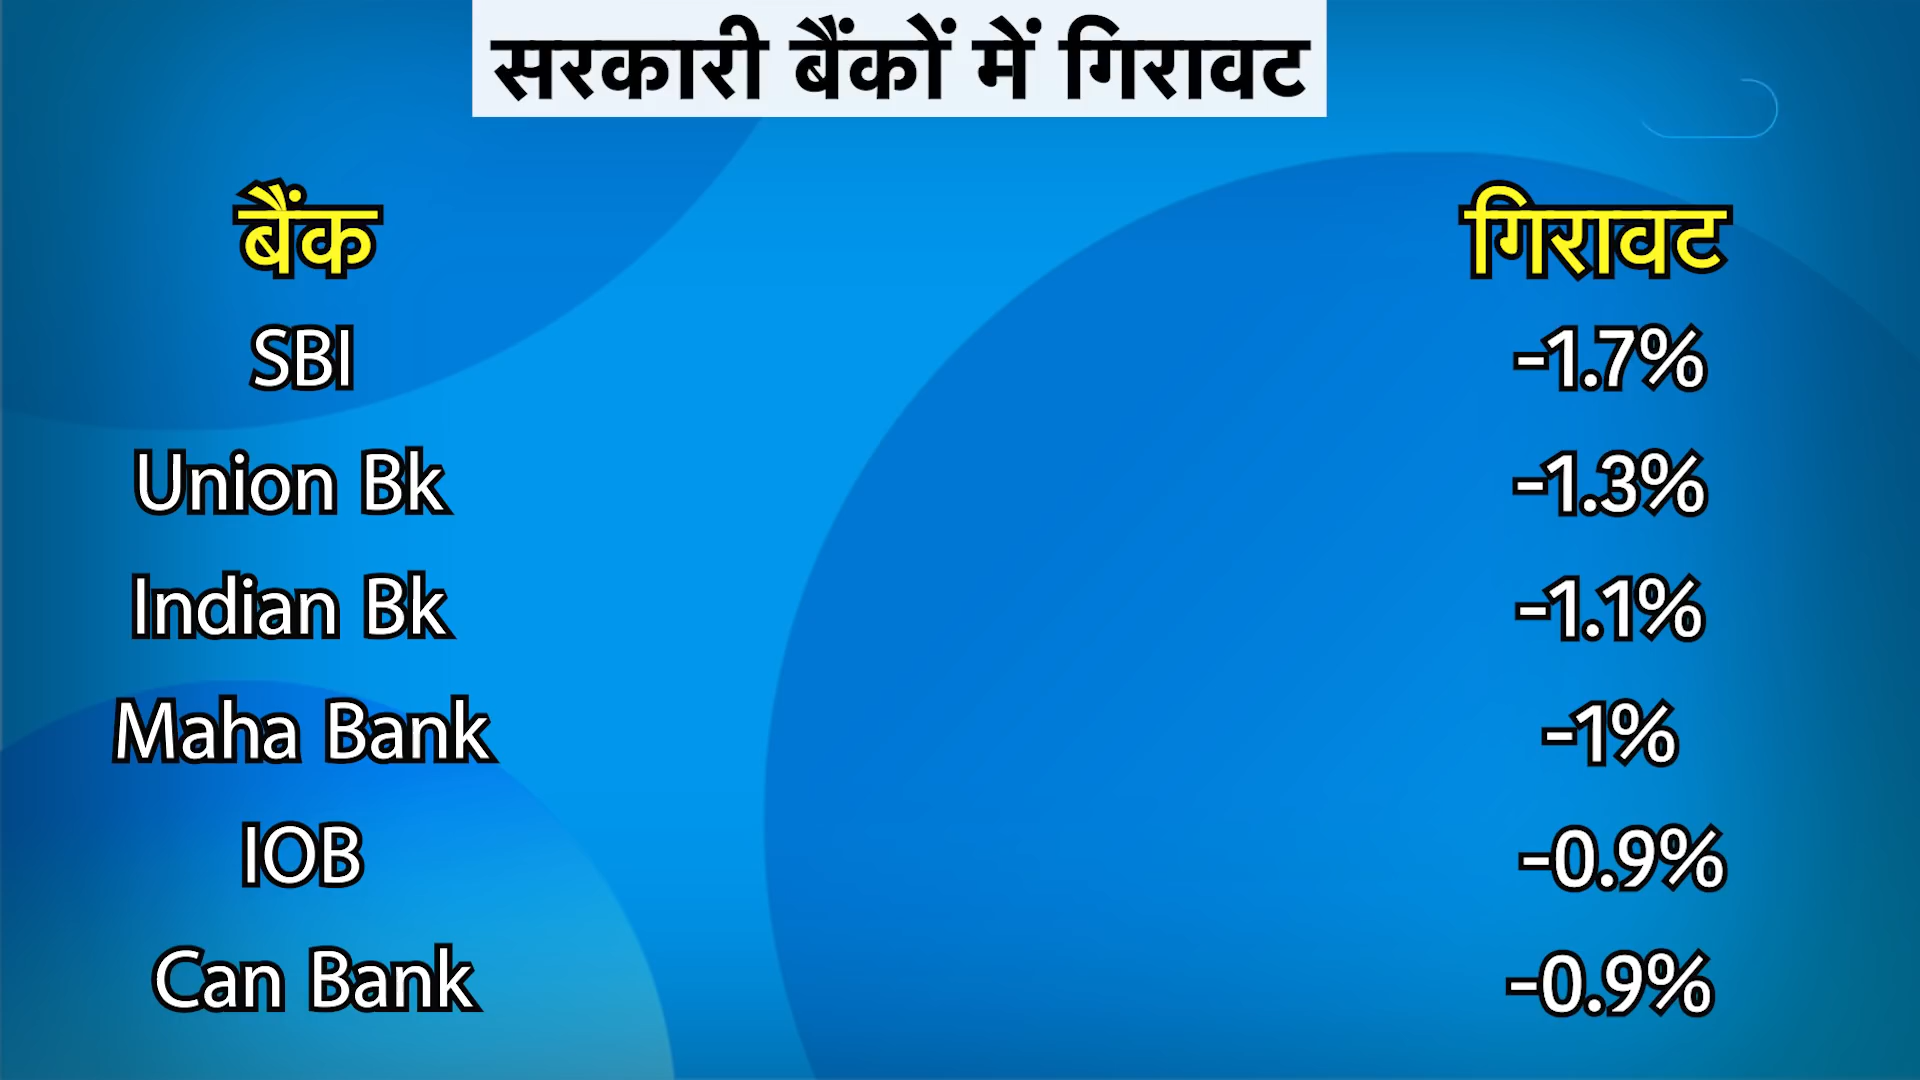 सरकारी बैंकों में गिरावट
बैंक गिरावट
SBI -1.7%
Union Bk -1.3%
Indian Bk -1.1%
Maha Bank -1%
IOB -0.9%
Can Bank -0.9%